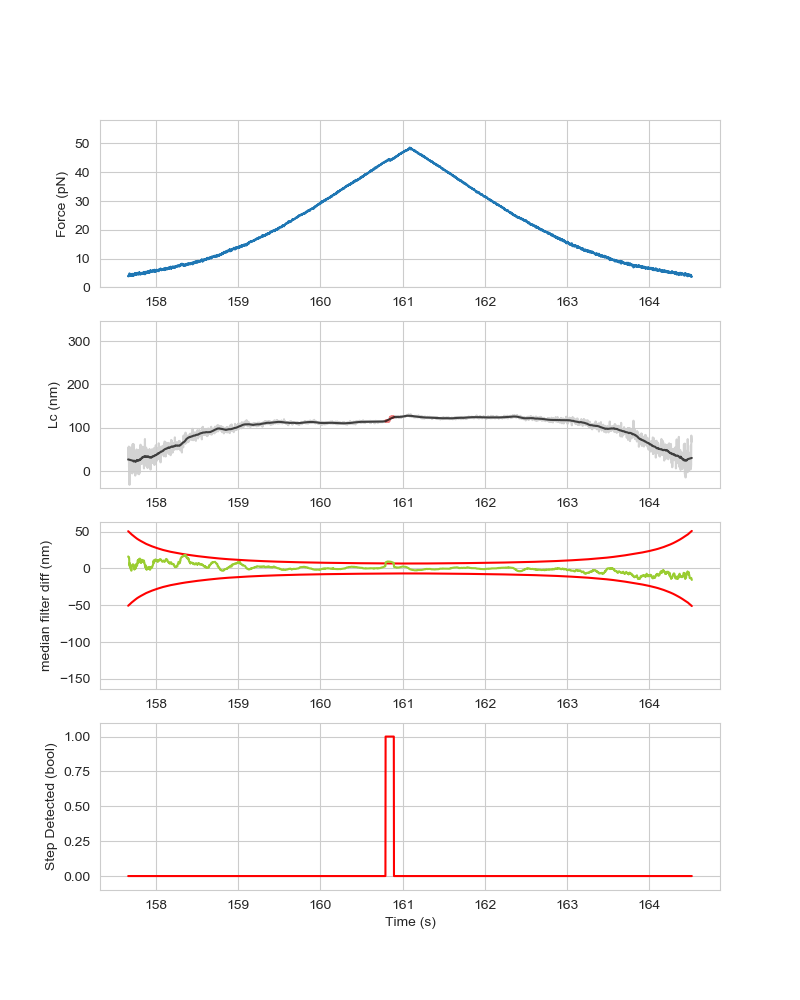 50
40
30
20
10
0
Force (pN)
158 159 160 161 162 163 164
300
200
100
0
Lc (nm)
158 159 160 161 162 163 164
50
0
−50
−100
−150
median filter diff (nm)
158 159 160 161 162 163 164
1.00
0.75
0.50
0.25
0.00
Step Detected (bool)
158 159 160 161 162 163 164
Time (s)